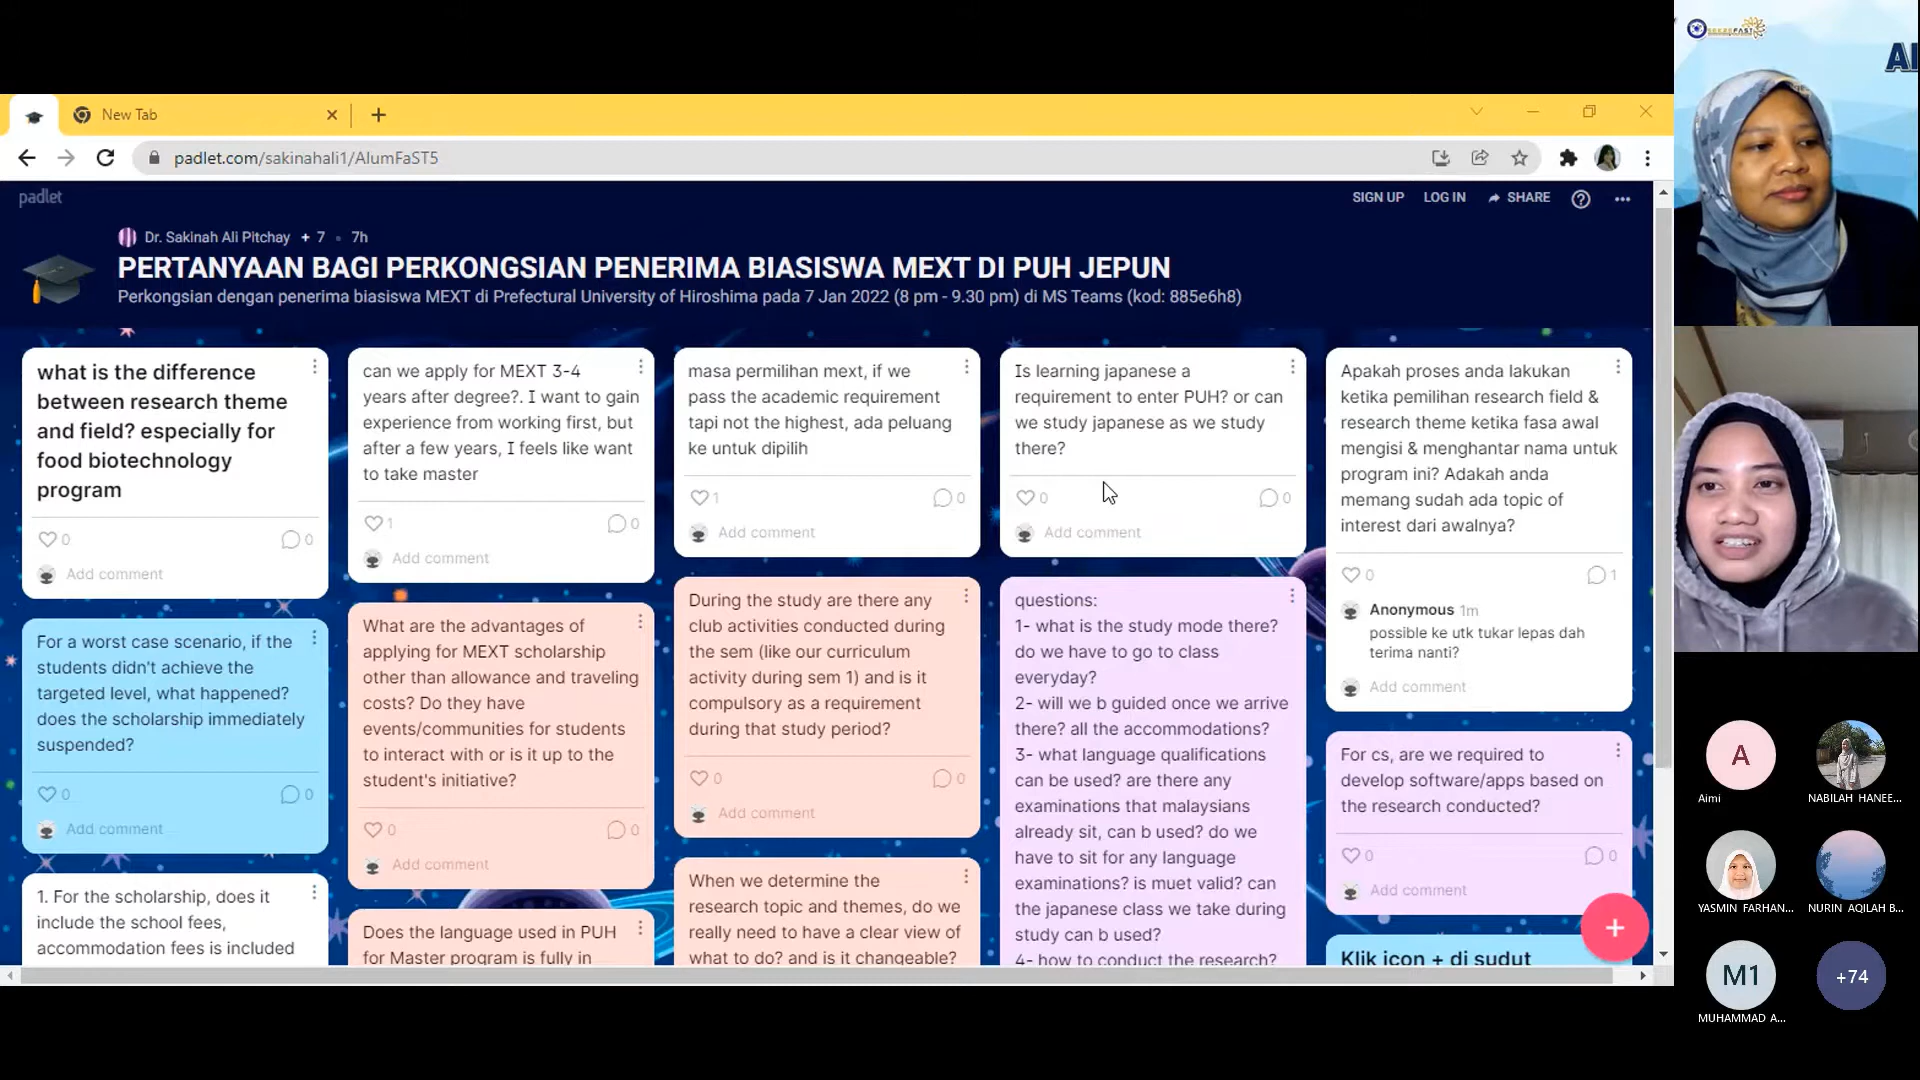 New Tab
padlet.com/sakinahali1/AlumFaST5
padlet
SIGN UP
LOG IN
SHARE
Dr. Sakinah Ali Pitchay + 7 • 7h
PERTANYAAN BAGI PERKONGSIAN PENERIMA BIASISWA MEXT DI PUH JEPUN
Perkongsian dengan penerima biasiswa MEXT di Prefectural University of Hiroshima pada 7 Jan 2022 (8 pm - 9.30 pm) di MS Teams (kod: 885e6h8)
what is the difference
between research theme
and field? especially for
food biotechnology
program
0
0
Add comment
For a worst case scenario, if the
students didn't achieve the
targeted level, what happened?
does the scholarship immediately
suspended?
0
0
Add comment
1. For the scholarship, does it
include the school fees,
accommodation fees is included
can we apply for MEXT 3-4
years after degree?. I want to gain
experience from working first, but
after a few years, I feels like want
to take master
1
0
Add comment
What are the advantages of
applying for MEXT scholarship
other than allowance and traveling
costs? Do they have
events/communities for students
to interact with or is it up to the
student's initiative?
0
0
Add comment
Does the language used in PUH
for Master program is fully in
masa permilihan mext, if we
pass the academic requirement
tapi not the highest, ada peluang
ke untuk dipilih
1
0
Add comment
During the study are there any
club activities conducted during
the sem (like our curriculum
activity during sem 1) and is it
compulsory as a requirement
during that study period?
0
0
Add comment
When we determine the
research topic and themes, do we
really need to have a clear view of
what to do? and is it changeable?
Is learning japanese a
requirement to enter PUH? or can
we study japanese as we study
there?
0
0
Add comment
questions:
1- what is the study mode there?
do we have to go to class
everyday?
2- will we b guided once we arrive
there? all the accommodations?
3- what language qualifications
can be used? are there any
examinations that malaysians
already sit, can b used? do we
have to sit for any language
examinations? is muet valid? can
the japanese class we take during
study can b used?
4- how to conduct the research?
Apakah proses anda lakukan
ketika pemilihan research field &
research theme ketika fasa awal
mengisi & menghantar nama untuk
program ini? Adakah anda
memang sudah ada topic of
interest dari awalnya?
0
1
Anonymous 1m
possible ke utk tukar lepas dah
terima nanti?
Add comment
For cs, are we required to
develop software/apps based on
the research conducted?
0
0
Add comment
Klik icon + di sudut
A
Aimi
NABILAH HANEE...
YASMIN FARHAN...
NURIN AQILAH B...
M1
MUHAMMAD A...
+74